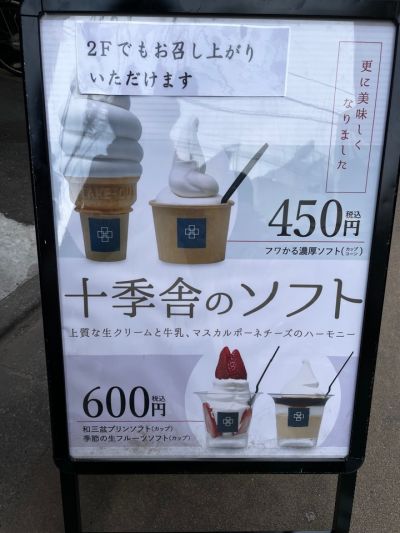 2Fでもお召し上がり
いただけます
更に美味しく
なりました
450円
税込
フワかる濃厚ソフト(カップ コーン)
十季舎のソフト
上質な生クリームと牛乳、マスカルポーネチーズのハーモニー
600円
税込
和三盆プリンソフト(カップ)
季節の生フルーツソフト(カップ)